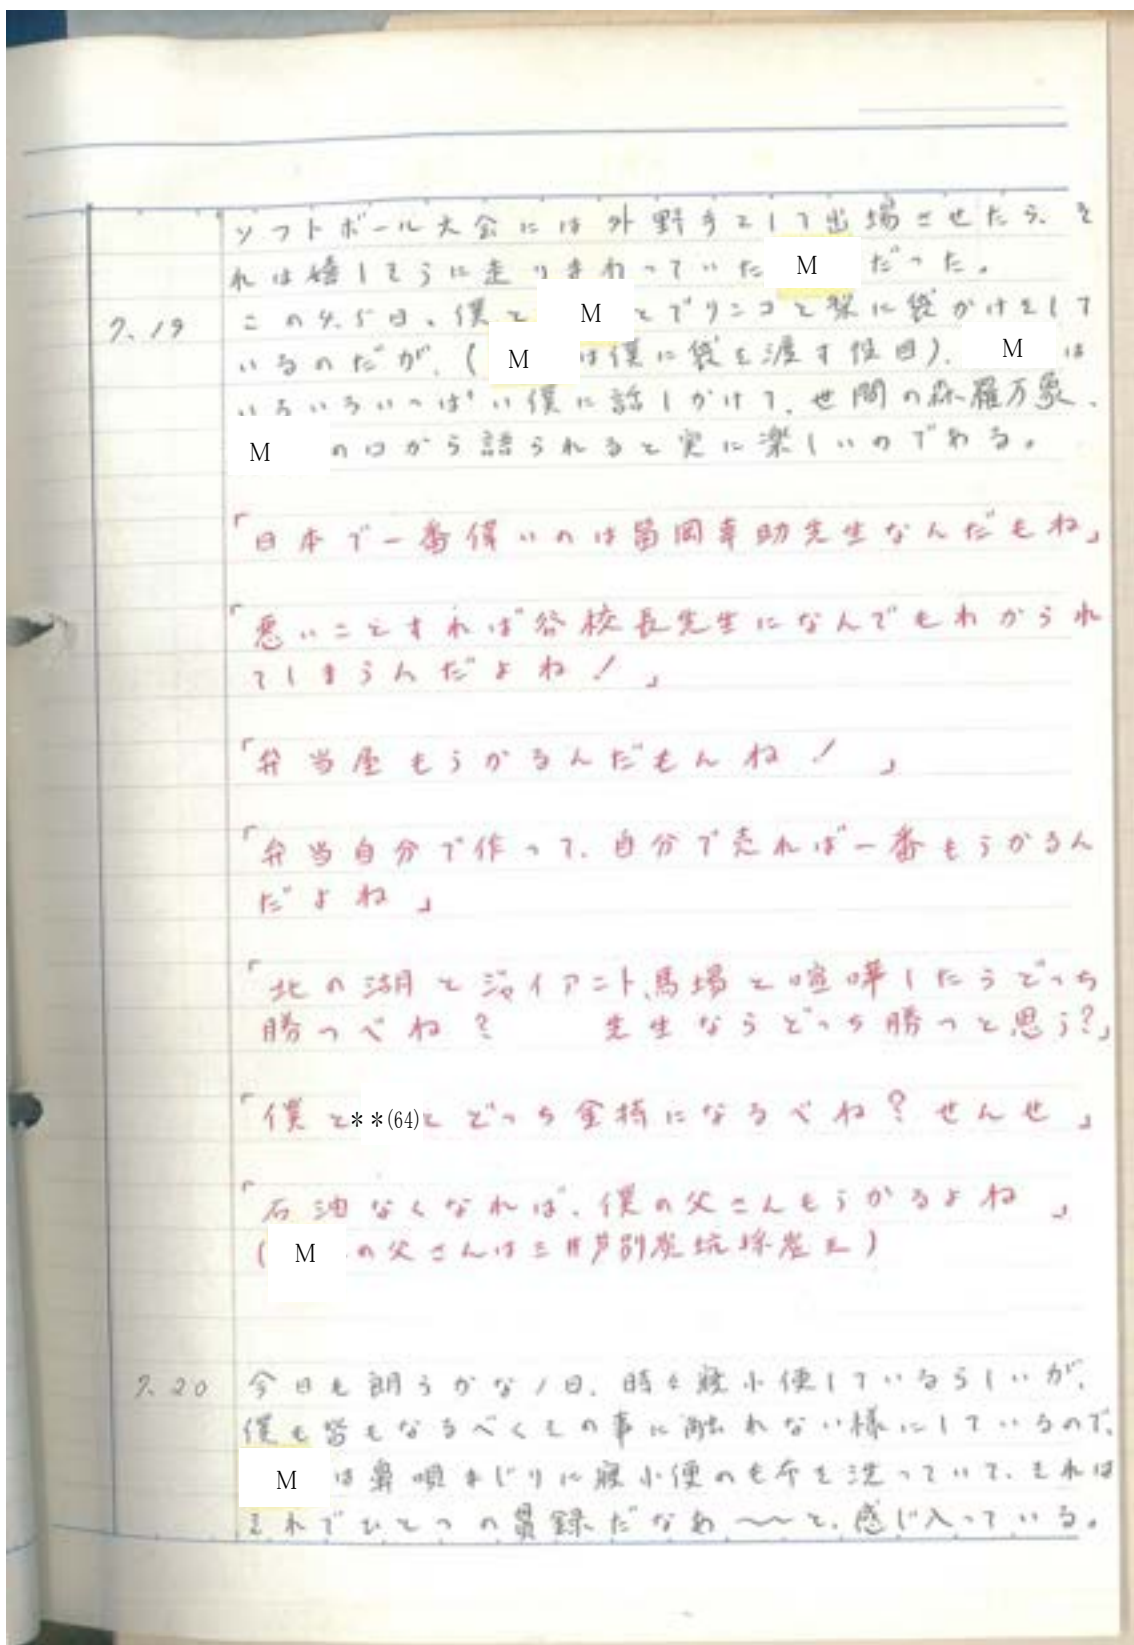 ソフトボール大会には外野手として出場させたら、そ
れは嬉しそうに走りまわっていた M だった。
7.19 この4.5日、僕と M とでリンゴと梨に袋かけをして
いるのだが、( M は僕に袋を渡す役目)、 M は
いろいろいっぱい僕に話しかけて、世間の森羅万象、
M の口から語られると実に楽しいのである。
「日本で一番偉いのは留岡幸助先生なんだもね」
「悪いことすれば谷校長先生になんでもわかられ
てしまうんだよね！」
「弁当屋もうかるんだもんね！」
「弁当自分で作って、自分で売れば一番もうかるん
だよね」
「北の湖とジャイアント、馬場と喧嘩したらどっち
勝つべね？ 先生ならどっち勝つと思う?」
「僕と＊＊(64)とどっち金持になるべね？せんせ」
「石油なくなれば、僕の父さんもうかるよね」
( M の父さんは三井芦別炭坑採炭夫)
7.20 今日も朗らかな1日、時々寝小便しているらしいが、
僕も皆もなるべくその事に触れない様にしているので、
M は鼻唄まじりに寝小便のも布を洗っていて、それは
それでひとつの貫録だなあ〜〜と、感じ入っている。